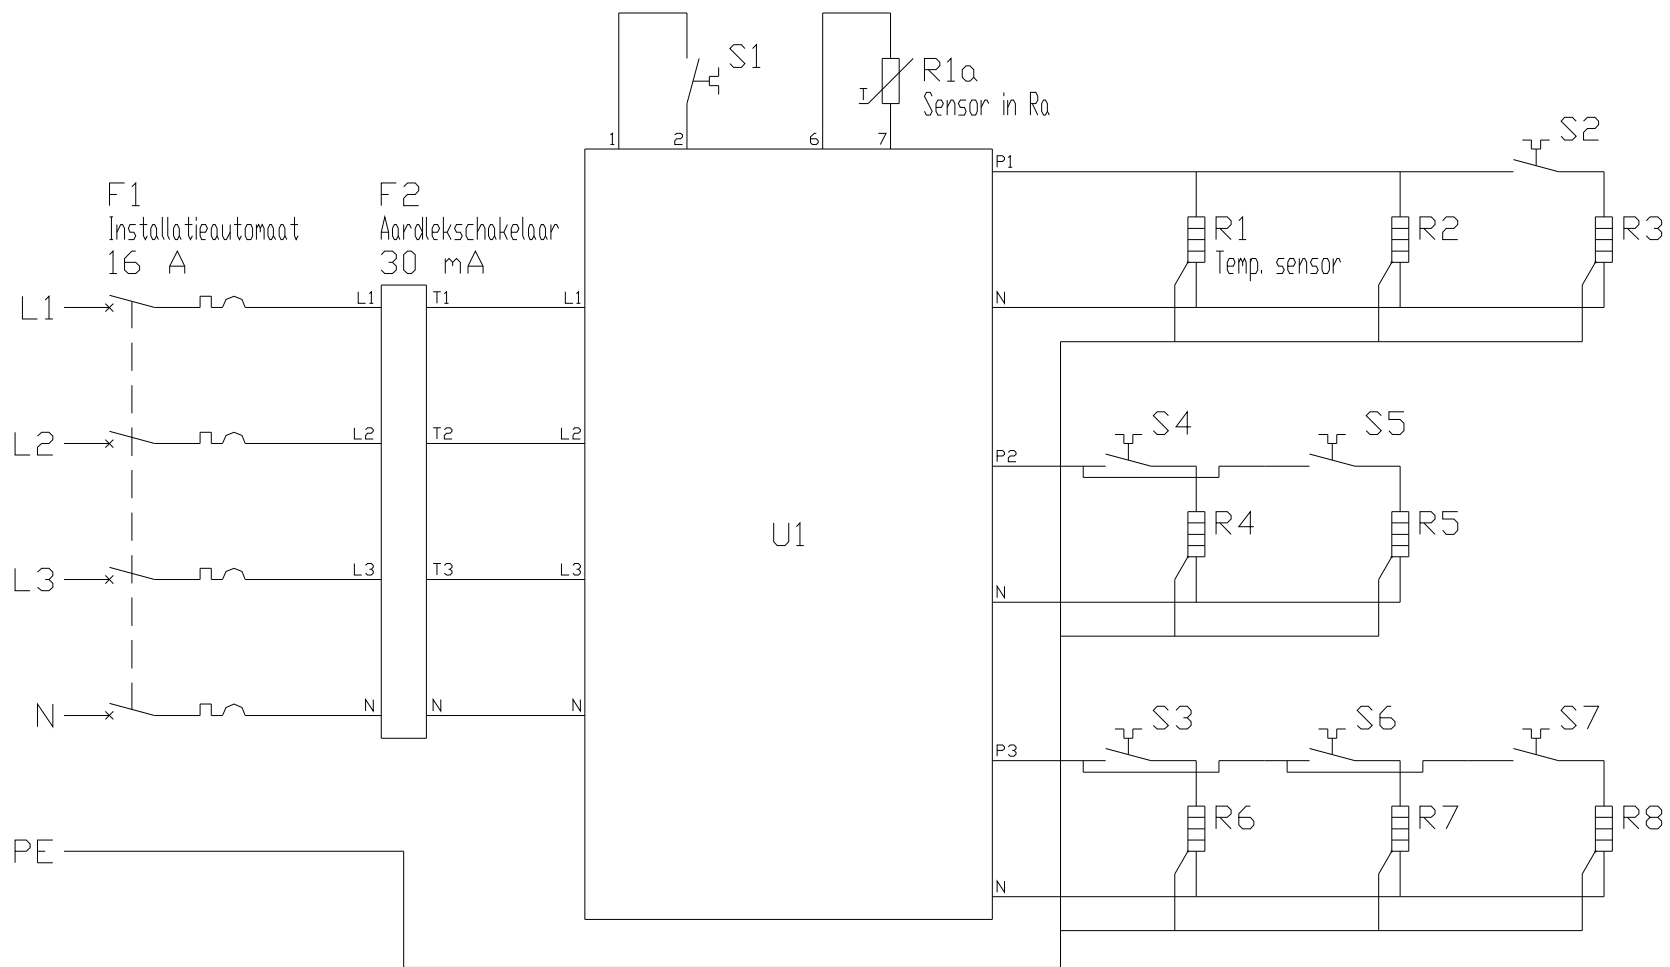 S1
R1a
Sensor in Ra
1
2
6
7
S2
P1
F1
Installatieautomaat
16 A
F2
Aardlekschakelaar
30 mA
R1
Temp. sensor
R2
R3
L1
L1
T1
L1
N
S4
S5
L2
L2
T2
L2
P2
U1
R4
R5
L3
L3
T3
L3
N
N
N
N
N
S3
S6
S7
P3
R6
R7
R8
PE
N